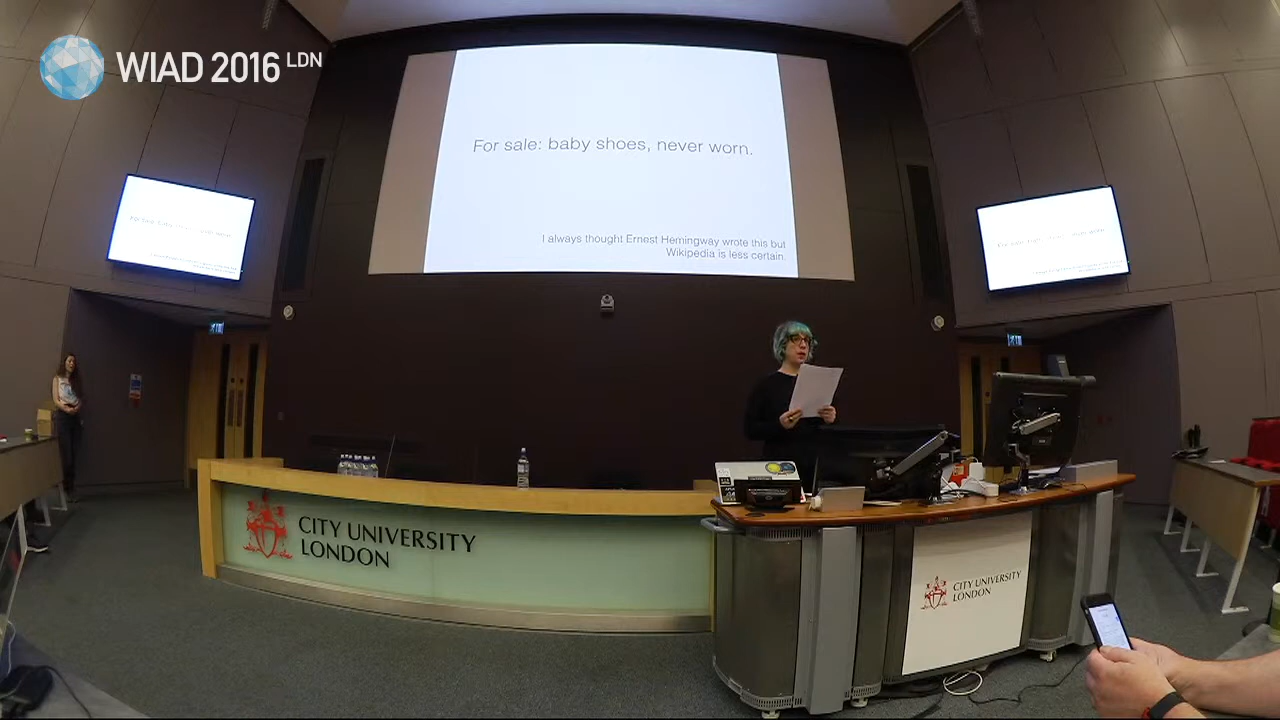 WIAD 2016 LDN
For sale: baby shoes, never worn.
I always thought Ernest Hemingway wrote this but
Wikipedia is less certain.
CITY UNIVERSITY
LONDON
CITY UNIVERSITY
LONDON